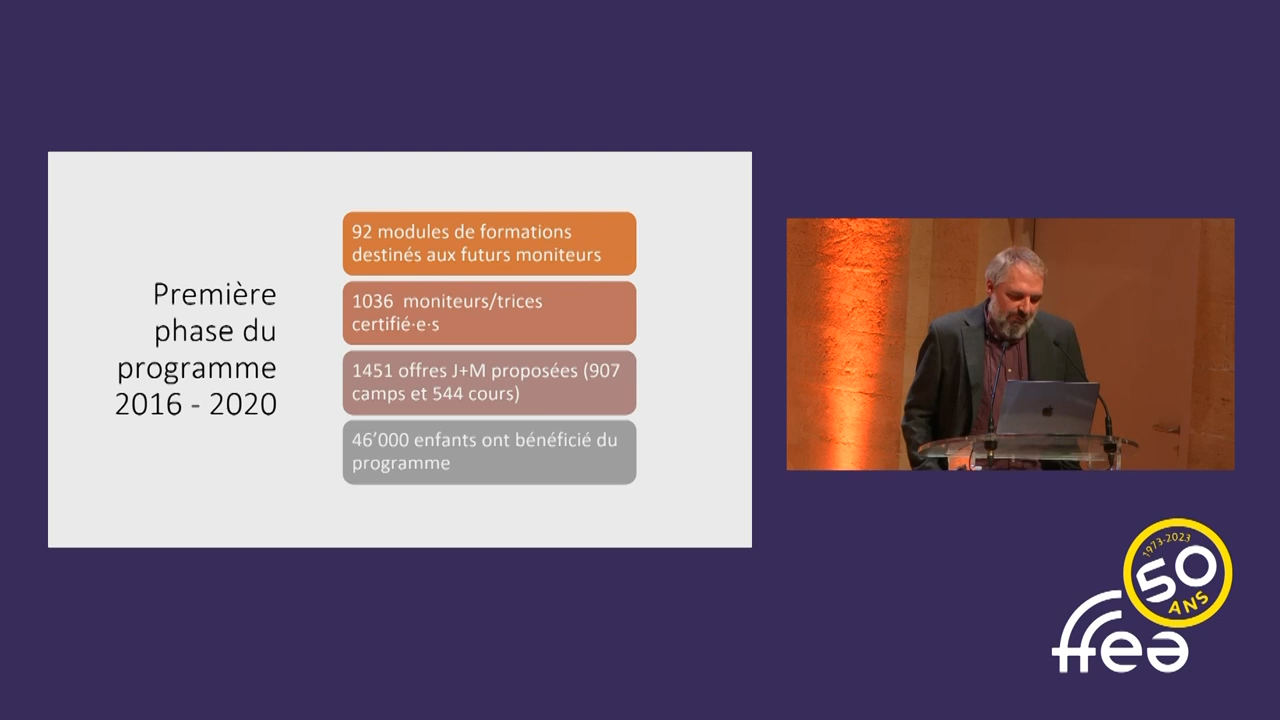 Première
phase du
programme
2016 - 2020
92 modules de formations
destinés aux futurs moniteurs
1036  moniteurs/trices
certifié·e·s
1451 offres J+M proposées (907
camps et 544 cours)
46’000 enfants ont bénéficié du
programme
1973-2023
50
ANS
ffea